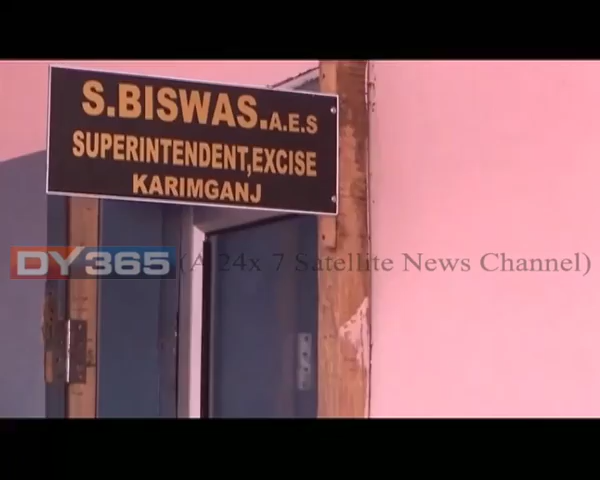 S.BISWAS.A.E.S
SUPERINTENDENT,EXCISE
KARIMGANJ
DY365 (A 24x 7 Satellite News Channel)